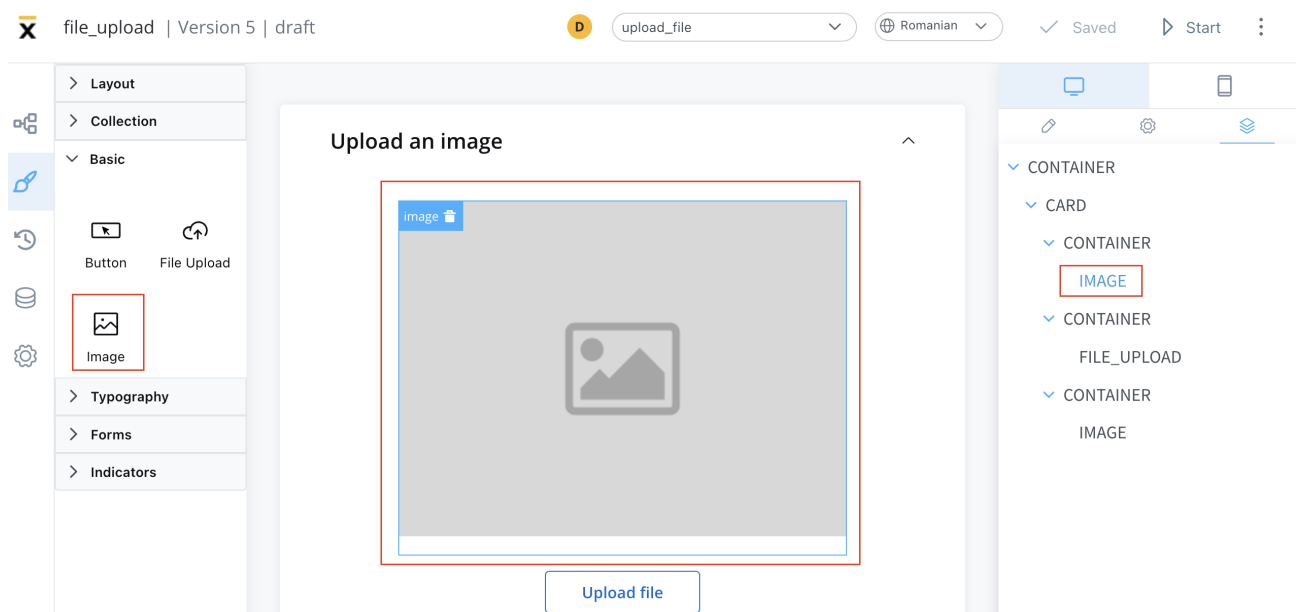 file_upload | Version 5 | draft
D
upload_file
Romanian
Saved
Start
Layout
Collection
Basic
Button
File Upload
Image
Typography
Forms
Indicators
Upload an image
image
Upload file
CONTAINER
CARD
CONTAINER
IMAGE
CONTAINER
FILE_UPLOAD
CONTAINER
IMAGE